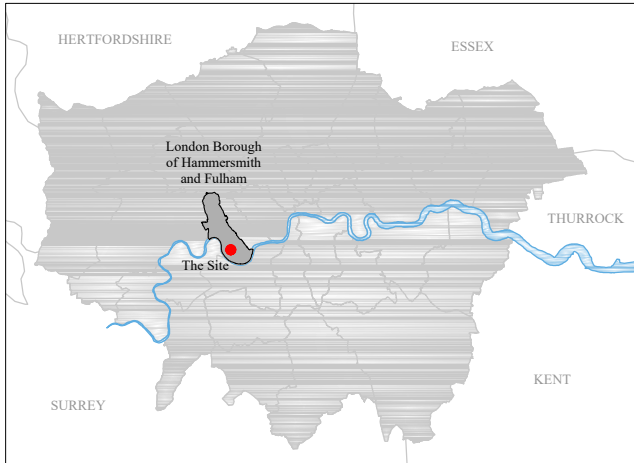 HERTFORDSHIRE
ESSEX
London Borough
of Hammersmith
and Fulham
THURROCK
The Site
KENT
SURREY